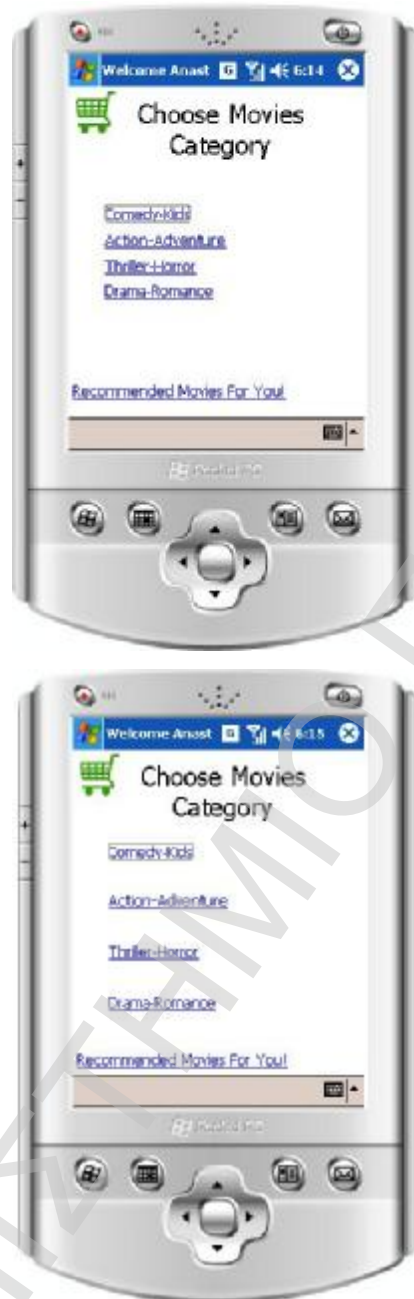 Welcome Anast G 6:14
Choose Movies
Category
Comedy-Kids
Action-Adventure
Thriller-Horror
Drama-Romance
Recommended Movies For You!
Welcome Anast G 6:15
Choose Movies
Category
Comedy-Kids
Action-Adventure
Thriller-Horror
Drama-Romance
Recommended Movies For You!